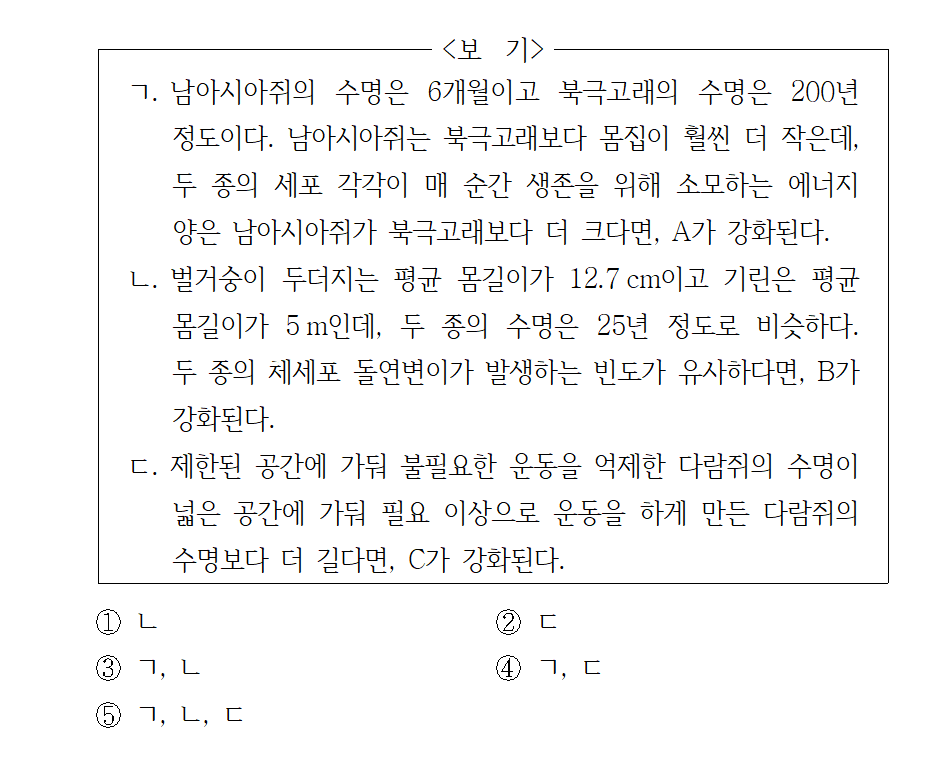 <보 기>
ㄱ. 남아시아쥐의 수명은 6개월이고 북극고래의 수명은 200년
정도이다. 남아시아쥐는 북극고래보다 몸집이 훨씬 더 작은데,
두 종의 세포 각각이 매 순간 생존을 위해 소모하는 에너지
양은 남아시아쥐가 북극고래보다 더 크다면, A가 강화된다.
ㄴ. 벌거숭이 두더지는 평균 몸길이가 12.7 cm이고 기린은 평균
몸길이가 5 m인데, 두 종의 수명은 25년 정도로 비슷하다.
두 종의 체세포 돌연변이가 발생하는 빈도가 유사하다면, B가
강화된다.
ㄷ. 제한된 공간에 가둬 불필요한 운동을 억제한 다람쥐의 수명이
넓은 공간에 가둬 필요 이상으로 운동을 하게 만든 다람쥐의
수명보다 더 길다면, C가 강화된다.
① ㄴ ② ㄷ
③ ㄱ, ㄴ ④ ㄱ, ㄷ
⑤ ㄱ, ㄴ, ㄷ